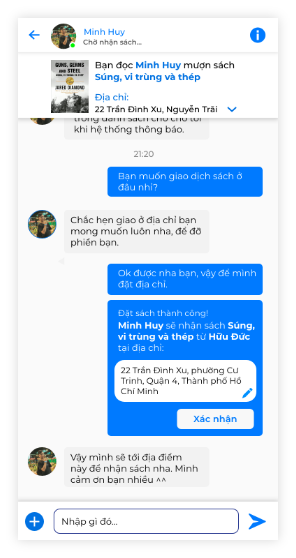 Minh Huy
Chờ nhận sách...
GUNS, GERMS
AND STEEL
JARED DIAMOND
Bạn đọc Minh Huy mượn sách
Súng, vi trùng và thép
Địa chỉ:
22 Trần Đình Xu, Nguyễn Trãi
trong danh sách cho cho tôi
khi hệ thống thông báo.
21:20
Bạn muốn giao dịch sách ở
đâu nhỉ?
Chắc hẹn giao ở địa chỉ bạn
mong muốn luôn nha, để đỡ
phiền bạn.
Ok được nha bạn, vậy để mình
đặt địa chỉ.
Đặt sách thành công!
Minh Huy sẽ nhận sách Súng,
vi trùng và thép từ Hữu Đức
tại địa chỉ:
22 Trần Đình Xu, phường Cư
Trinh, Quận 4, Thành phố Hồ
Chí Minh
Xác nhận
Vậy mình sẽ tới địa điểm
này để nhận sách nha. Mình
cảm ơn bạn nhiều ^^
Nhập gì đó...